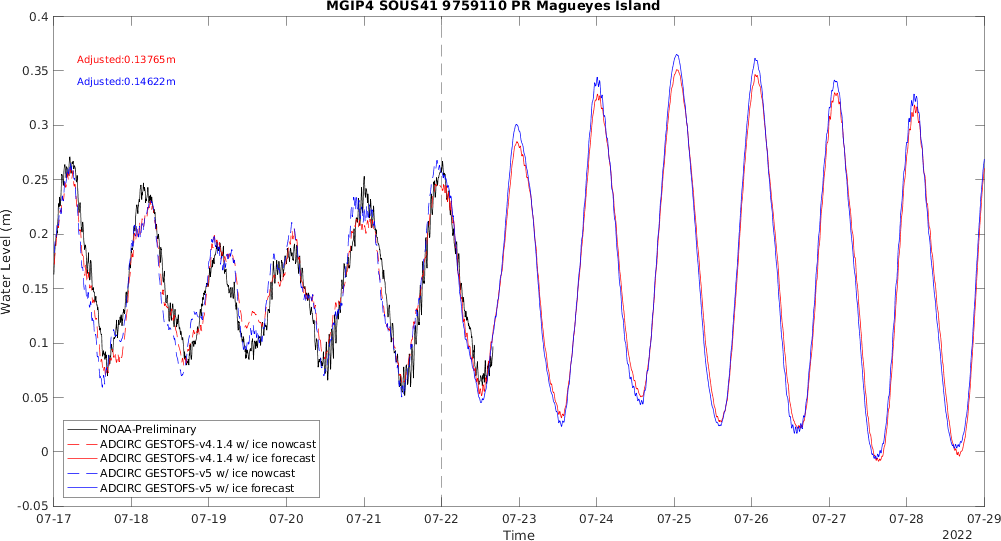 MGIP4 SOUS41 9759110 PR Magueyes Island
Adjusted:0.13765m
Adjusted:0.14622m
0.4
0.35
0.3
0.25
0.2
0.15
0.1
0.05
0
-0.05
Water Level (m)
NOAA-Preliminary
ADCIRC GESTOFS-v4.1.4 w/ ice nowcast
ADCIRC GESTOFS-v4.1.4 w/ ice forecast
ADCIRC GESTOFS-v5 w/ ice nowcast
ADCIRC GESTOFS-v5 w/ ice forecast
07-17 07-18 07-19 07-20 07-21 07-22 07-23 07-24 07-25 07-26 07-27 07-28 07-29
Time
2022